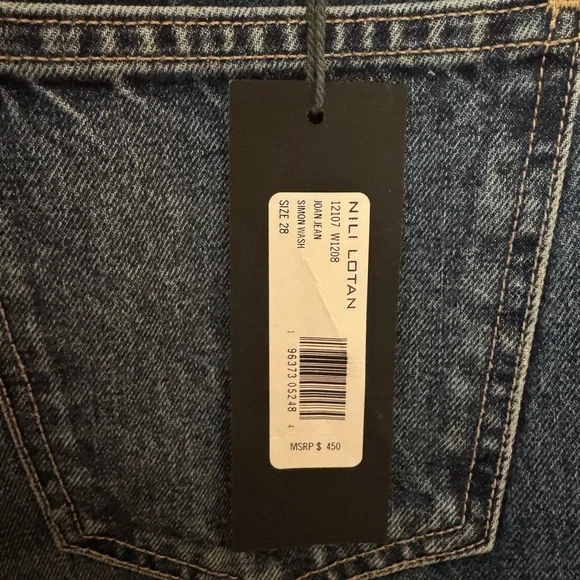 NILI LOTAN
12107 W1208
JOAN JEAN
SIMON WASH
SIZE 28
1 96373 05248 4
MSRP $ 450